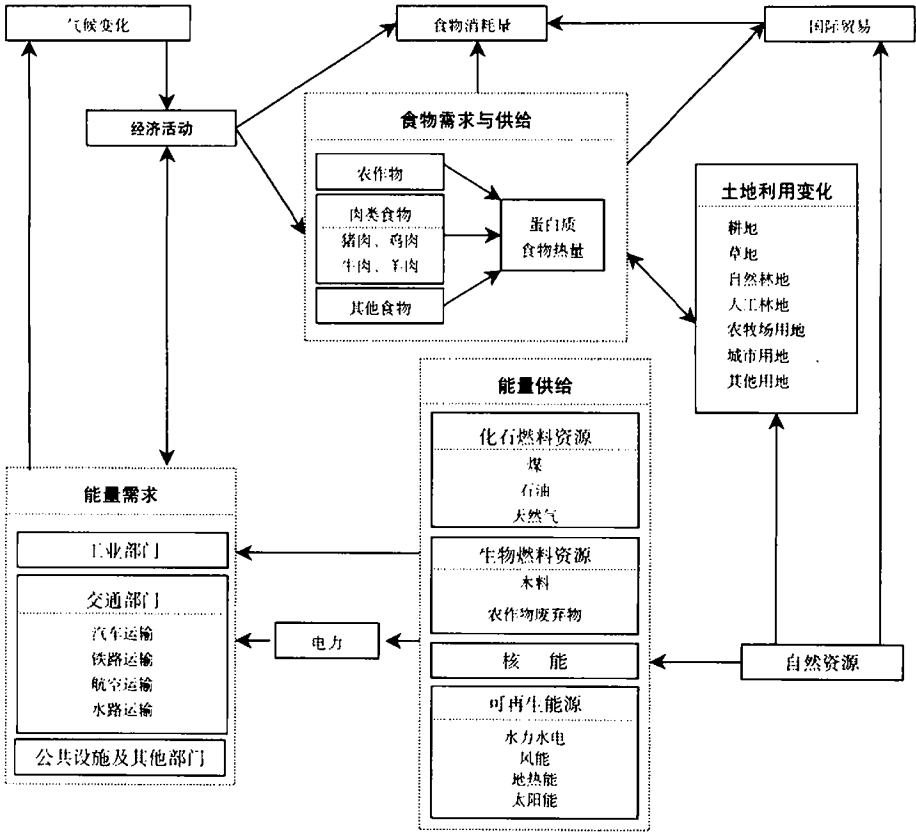 气候变化
食物消耗量
国际贸易
经济活动
食物需求与供给
农作物
肉类食物
猪肉、鸡肉
牛肉、羊肉
其他食物
蛋白质
食物热量
土地利用变化
耕地
草地
自然林地
人工林地
农牧场用地
城市用地
其他用地
能量供给
化石燃料资源
煤
石油
天然气
生物燃料资源
木料
农作物废弃物
核 能
可再生能源
水力水电
风能
地热能
太阳能
能量需求
工业部门
交通部门
汽车运输
铁路运输
航空运输
水路运输
公共设施及其他部门
电力
自然资源